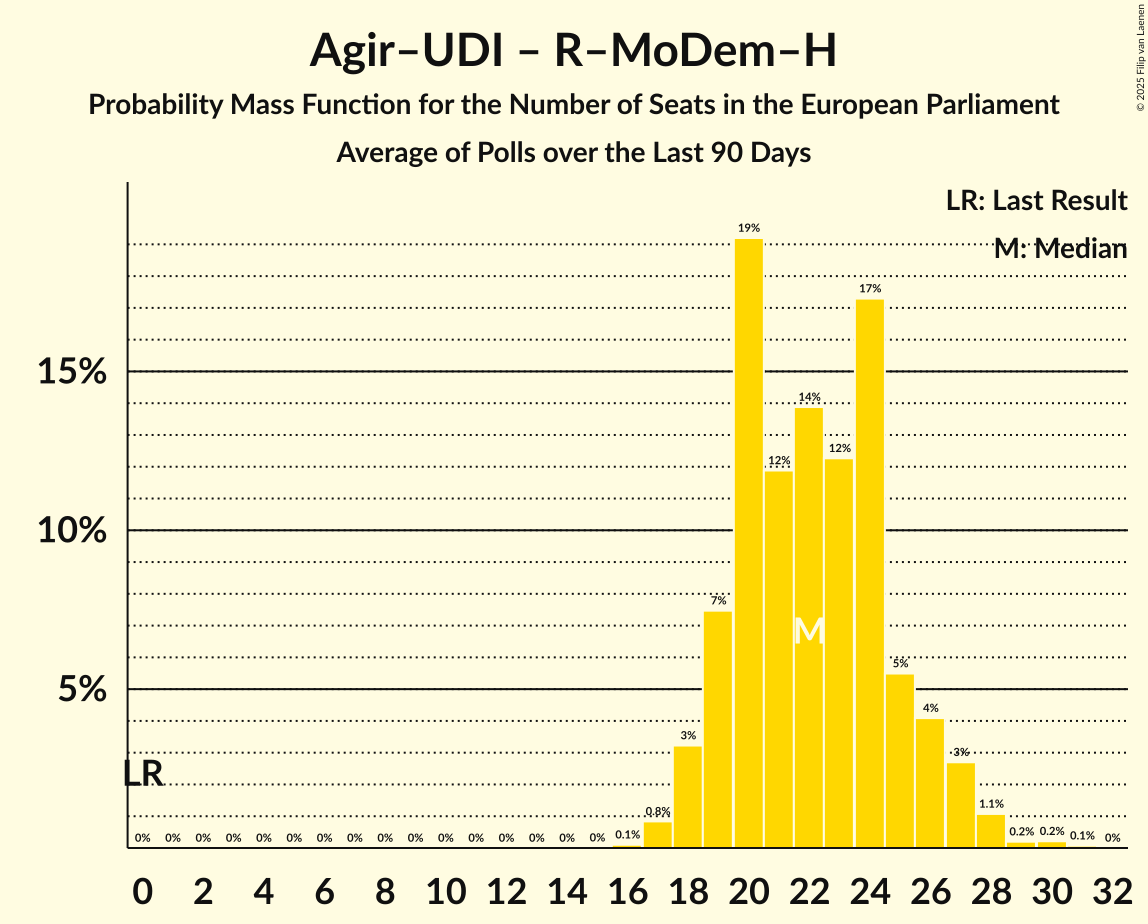 Agir–UDI – R–MoDem–H
Probability Mass Function for the Number of Seats in the European Parliament
Average of Polls over the Last 90 Days
© 2025 Filip van Laenen
LR: Last Result
M: Median
19%
17%
15%
14%
12%
12%
10%
7%
M
5%
5%
4%
3%
3%
LR
1.1%
0.8%
0% 0% 0% 0% 0% 0% 0% 0% 0% 0% 0% 0% 0% 0% 0% 0% 0.1% 0.2% 0.2% 0.1% 0%
0 2 4 6 8 10 12 14 16 18 20 22 24 26 28 30 32